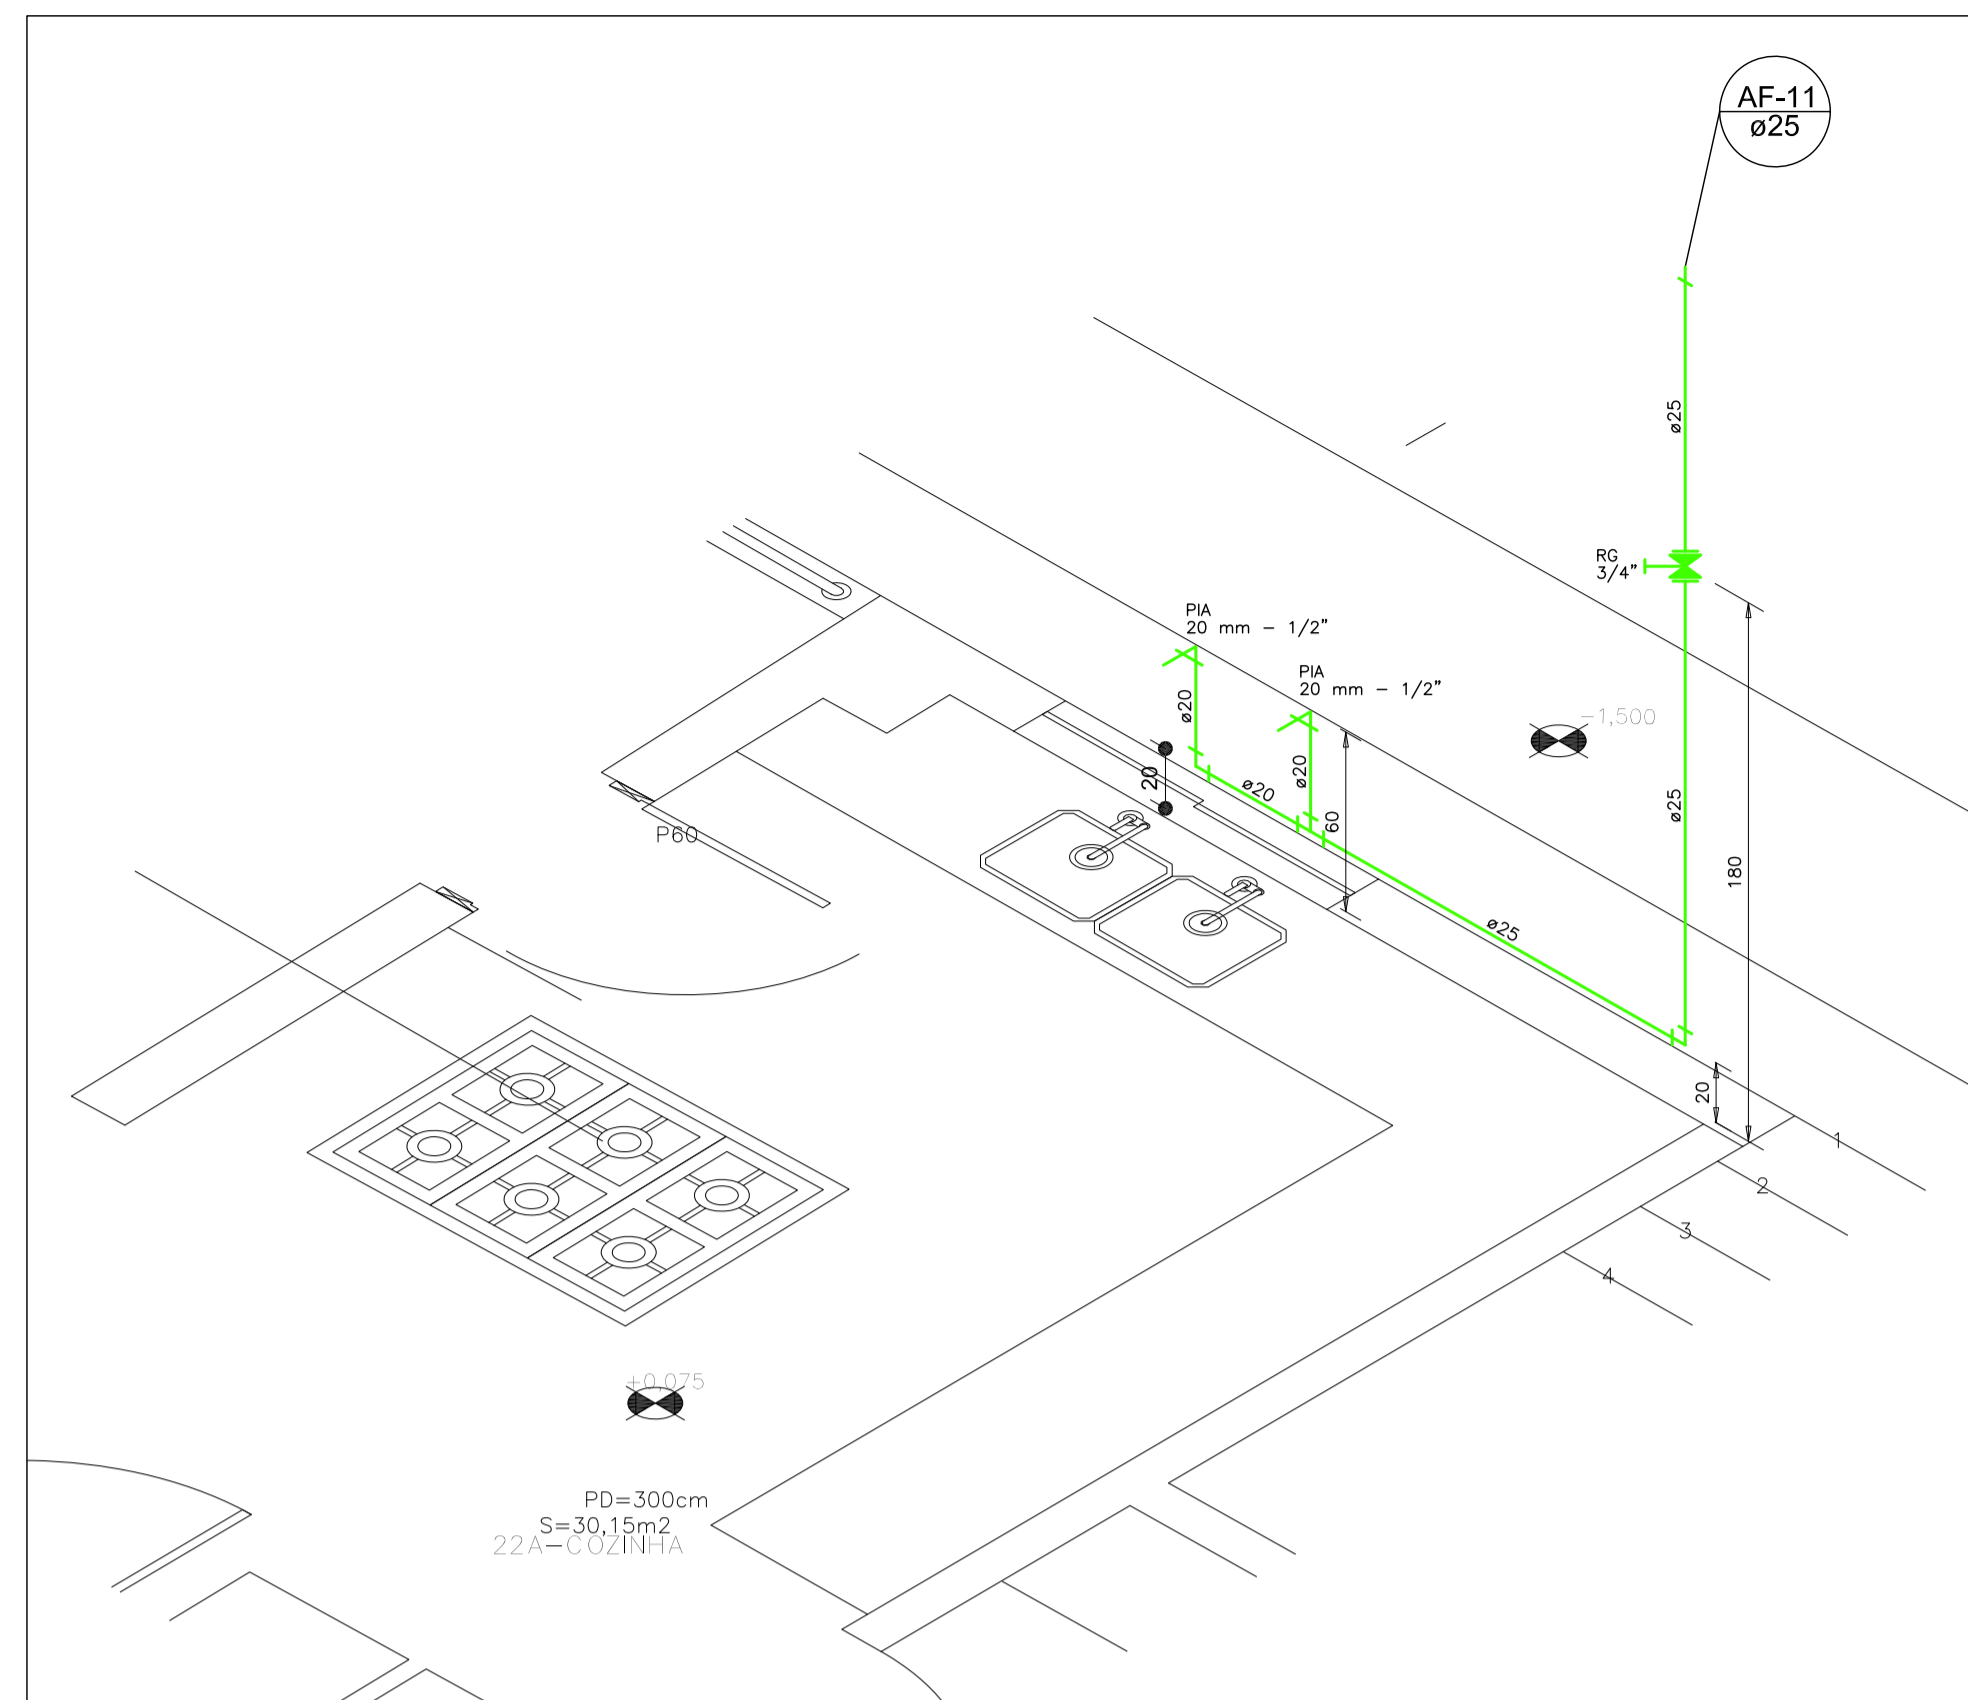 AF-11
ø25
ø25
RG
3/4"
PIA
20 mm - 1/2"
PIA
20 mm - 1/2"
ø20
-1,500
20
ø20
ø20
60
ø25
P60
180
ø25
20
1
2
3
4
+0,075
PD=300cm
S=30,15m2
22A-COZINHA